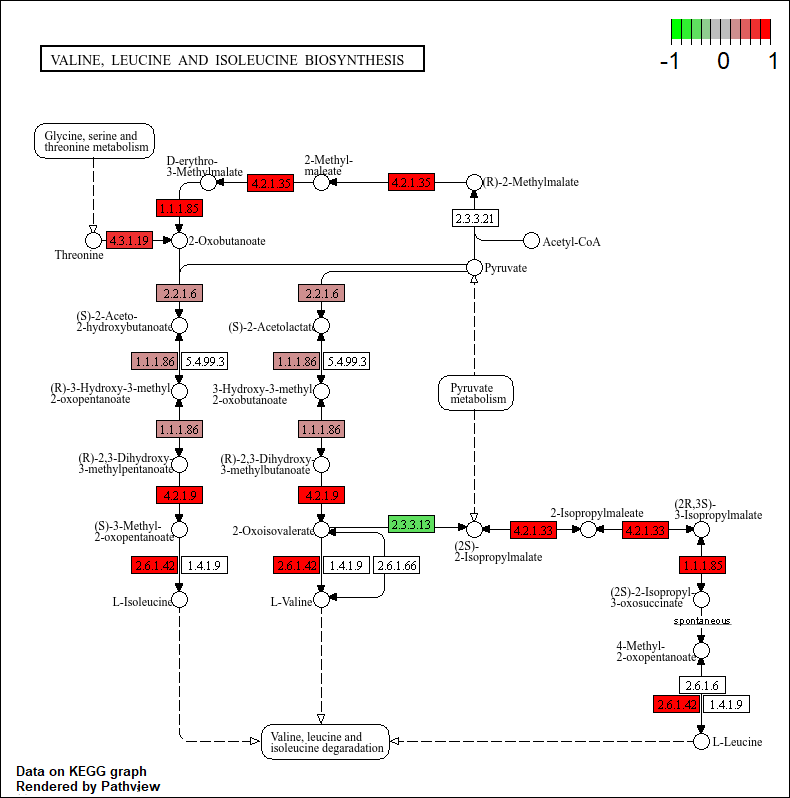 VALINE, LEUCINE AND ISOLEUCINE BIOSYNTHESIS
-1 0 1
Glycine, serine and
threonine metabolism
D-erythro-
3-Methylmalate
2-Methyl-
maleate
4.2.1.35
4.2.1.35
(R)-2-Methylmalate
1.1.1.85
2.3.3.21
4.3.1.19
2-Oxobutanoate
Acetyl-CoA
Threonine
Pyruvate
2.2.1.6
2.2.1.6
(S)-2-Aceto-
2-hydroxybutanoate
(S)-2-Acetolactate
1.1.1.86
5.4.99.3
1.1.1.86
5.4.99.3
(R)-3-Hydroxy-3-methyl
2-oxopentanoate
3-Hydroxy-3-methyl
2-oxobutanoate
Pyruvate
metabolism
1.1.1.86
1.1.1.86
(R)-2,3-Dihydroxy-
3-methylpentanoate
(R)-2,3-Dihydroxy-
3-methylbutanoate
4.2.1.9
4.2.1.9
(S)-3-Methyl-
2-oxopentanoate
2-Oxoisovalerate
2.3.3.13
(2S)-
2-Isopropylmalate
4.2.1.33
2-Isopropylmaleate
4.2.1.33
(2R,3S)-
3-Isopropylmalate
2.6.1.42
1.4.1.9
2.6.1.42
1.4.1.9
2.6.1.66
1.1.1.85
L-Isoleucine
L-Valine
(2S)-2-Isopropyl-
3-oxosuccinate
spontaneous
4-Methyl-
2-oxopentanoate
2.6.1.6
2.6.1.42
1.4.1.9
L-Leucine
Valine, leucine and
isoleucine degaradation
Data on KEGG graph
Rendered by Pathview